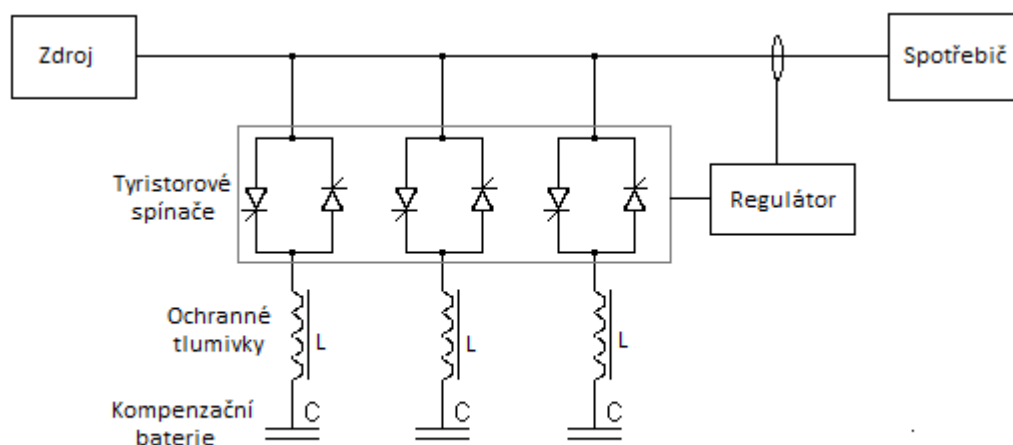 Zdroj
Spotřebič
Tyristorové
spínače
Regulátor
Ochranné
tlumivky
L
L
L
Kompenzační
baterie
C
C
C